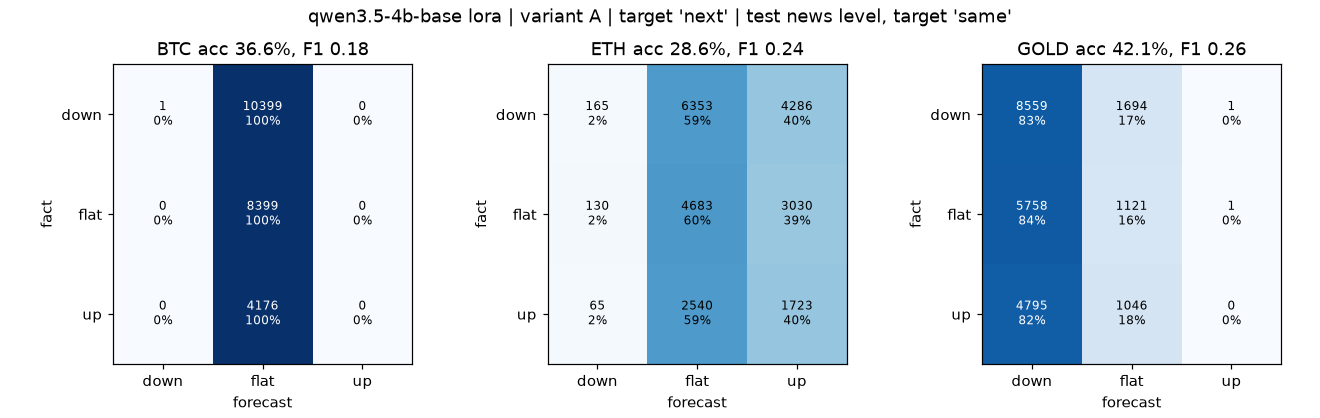 qwen3.5-4b-base lora | variant A | target 'next' | test news level, target 'same'
BTC acc 36.6%, F1 0.18
down
1
0%
10399
100%
0
0%
flat
0
0%
8399
100%
0
0%
up
0
0%
4176
100%
0
0%
fact
down
flat
up
forecast
ETH acc 28.6%, F1 0.24
down
165
2%
6353
59%
4286
40%
flat
130
2%
4683
60%
3030
39%
up
65
2%
2540
59%
1723
40%
fact
down
flat
up
forecast
GOLD acc 42.1%, F1 0.26
down
8559
83%
1694
17%
1
0%
flat
5758
84%
1121
16%
1
0%
up
4795
82%
1046
18%
0
0%
fact
down
flat
up
forecast